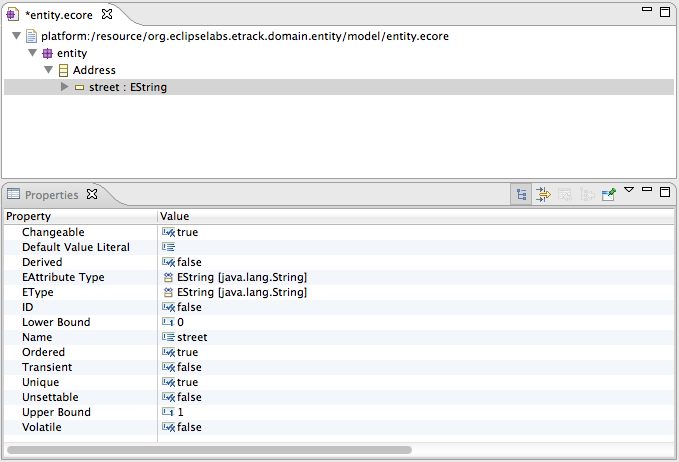 *entity.ecore
platform:/resource/org.eclipselabs.etrack.domain.entity/model/entity.ecore
entity
Address
street : EString
Properties
Property Value
Changeable true
Default Value Literal
Derived false
EAttribute Type EString [java.lang.String]
EType EString [java.lang.String]
ID false
Lower Bound 0
Name street
Ordered true
Transient false
Unique true
Unsettable false
Upper Bound 1
Volatile false